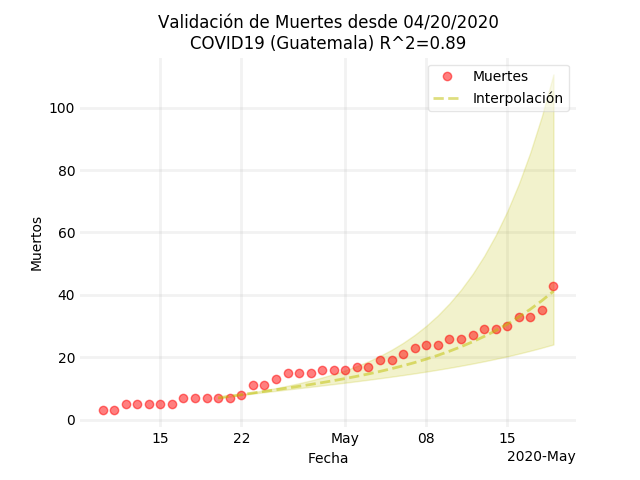 Validación de Muertes desde 04/20/2020
COVID19 (Guatemala) R^2=0.89
Muertes
Interpolación
Muertos
100
80
60
40
20
0
15
22
May
08
15
Fecha
2020-May